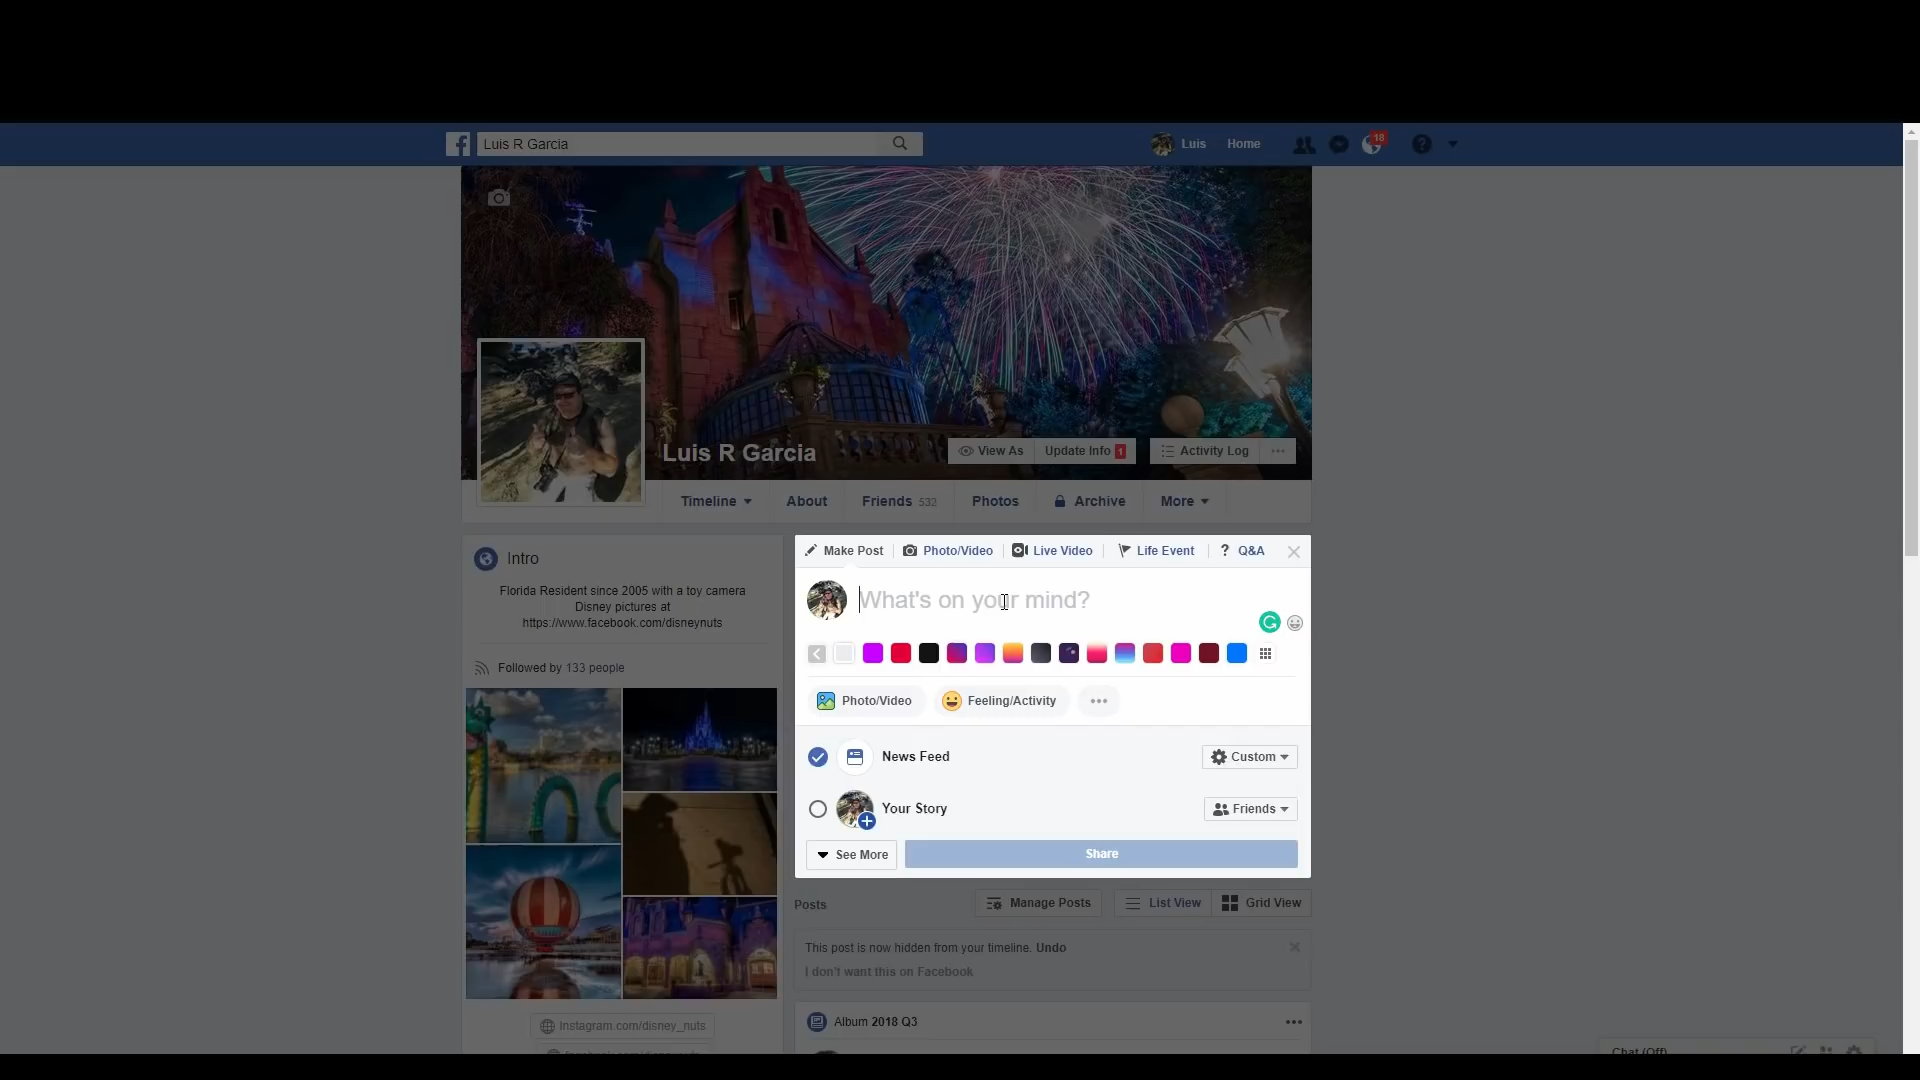 Luis R Garcia
Luis
Home
18
Luis R Garcia
View As
Update Info 1
Activity Log
Timeline
About
Friends 532
Photos
Archive
More
Intro
Florida Resident since 2005 with a toy camera
Disney pictures at
https://www.facebook.com/disneynuts
Followed by 133 people
Instagram.com/disney_nuts
Make Post
Photo/Video
Live Video
Life Event
Q&A
What's on your mind?
Photo/Video
Feeling/Activity
News Feed
Custom
Your Story
Friends
See More
Share
Posts
Manage Posts
List View
Grid View
This post is now hidden from your timeline. Undo
I don't want this on Facebook
Album 2018 Q3
Chat (Off)